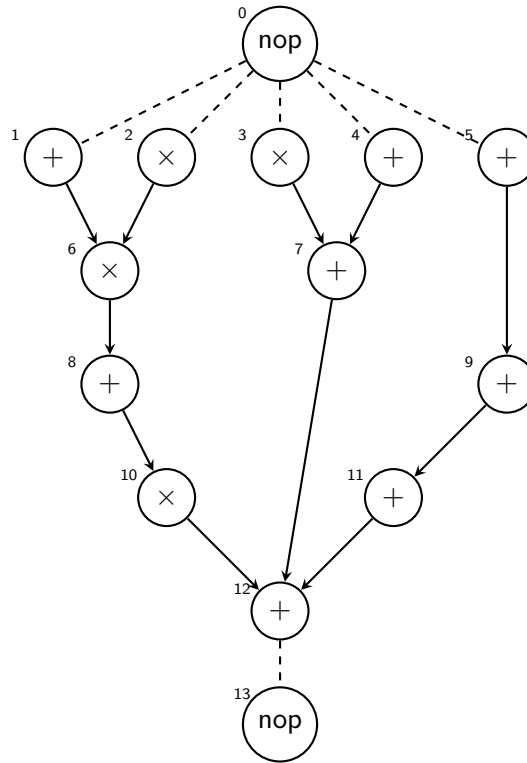 0
nop
1 + 2 × 3 × 4 + 5 +
6 × 7 +
8 + 9 +
10 × 11 +
12 +
13
nop